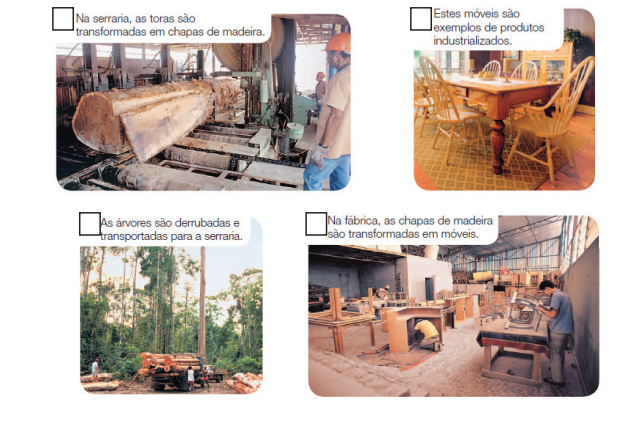 Na serraria, as toras são
transformadas em chapas de madeira.
Estes móveis são
exemplos de produtos
industrializados.
As árvores são derrubadas e
transportadas para a serraria.
Na fábrica, as chapas de madeira
são transformadas em móveis.